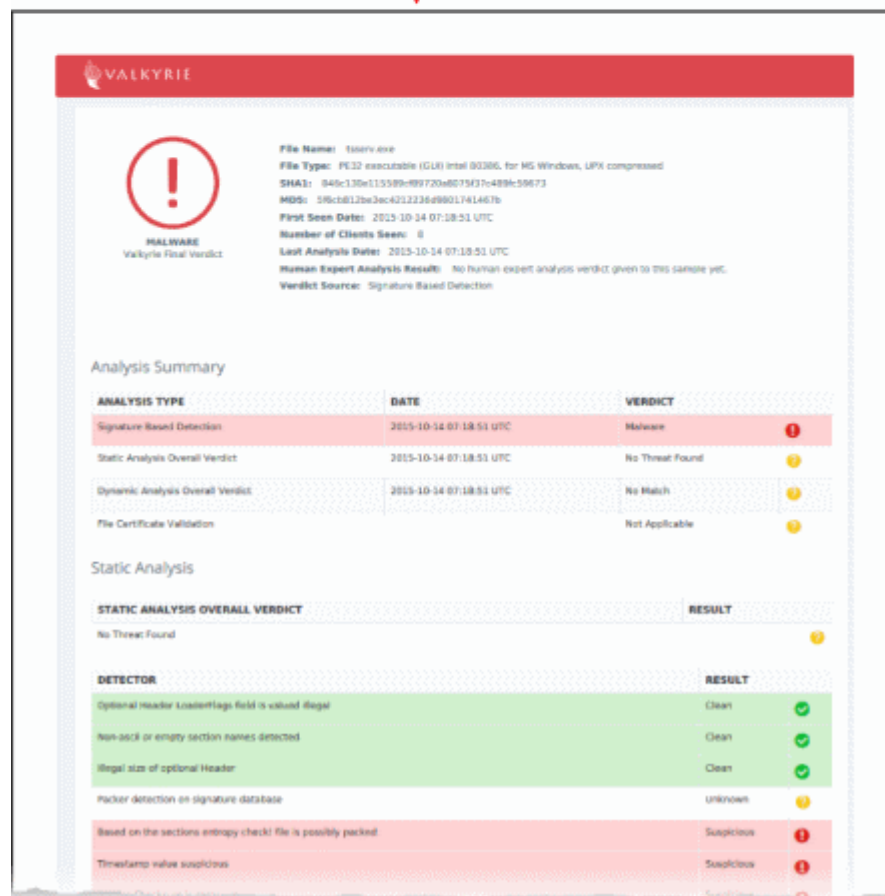 VALKYRIE
File Name: tsserv.exe
File Type: PE32 executable (GUI) Intel 80386, for MS Windows, UPX compressed
SHA1:
MD5:
First Seen Date: 2015-10-14 07:18:51 UTC
Number of Clients Seen:
Last Analysis Date: 2015-10-14 07:18:51 UTC
Human Expert Analysis Result: No human expert analysis verdict given to this sample yet.
Verdict Source: Signature Based Detection
MALWARE
Valkyrie Final Verdict
Analysis Summary
ANALYSIS TYPE DATE VERDICT
Signature Based Detection 2015-10-14 07:18:51 UTC Malware
Static Analysis Overall Verdict 2015-10-14 07:18:51 UTC No Threat Found
Dynamic Analysis Overall Verdict 2015-10-14 07:18:51 UTC No Match
File Certificate Validation Not Applicable
Static Analysis
STATIC ANALYSIS OVERALL VERDICT RESULT
No Threat Found
DETECTOR RESULT
Optional Header LoaderFlags field is valued illegal Clean
Non-ascii or empty section names detected Clean
Illegal size of optional Header Clean
Packer detection on signature database Unknown
Based on the sections entropy check! file is possibly packed Suspicious
Timestamp value suspicious Suspicious